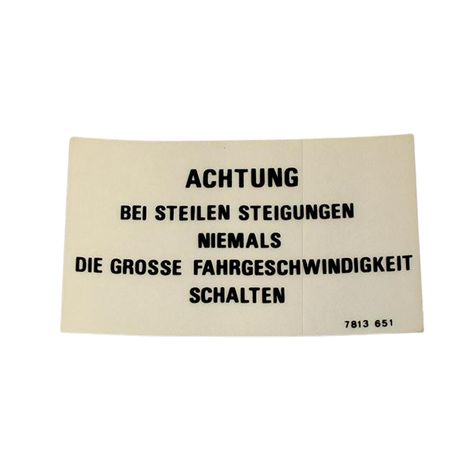 ACHTUNG
BEI STEILEN STEIGUNGEN
NIEMALS
DIE GROSSE FAHRGESCHWINDIGKEIT
SCHALTEN
7813 651